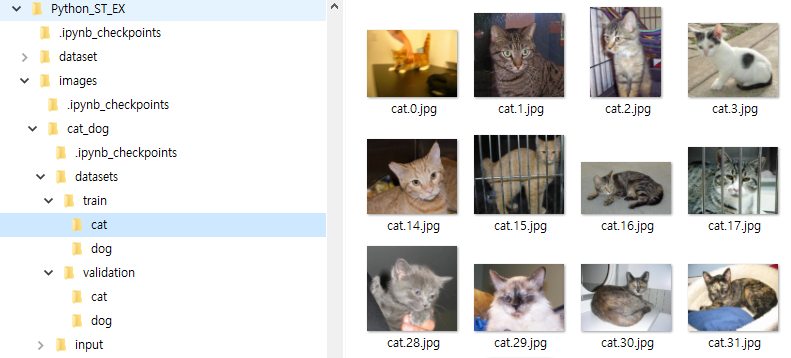 Python_ST_EX
.ipynb_checkpoints
dataset
images
.ipynb_checkpoints
cat_dog
.ipynb_checkpoints
datasets
train
cat
dog
validation
cat
dog
input
cat.0.jpg
cat.1.jpg
cat.2.jpg
cat.3.jpg
cat.14.jpg
cat.15.jpg
cat.16.jpg
cat.17.jpg
cat.28.jpg
cat.29.jpg
cat.30.jpg
cat.31.jpg